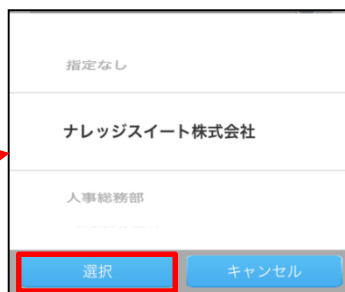 指定なし
ナレッジスイート株式会社
人事総務部
選択
キャンセル